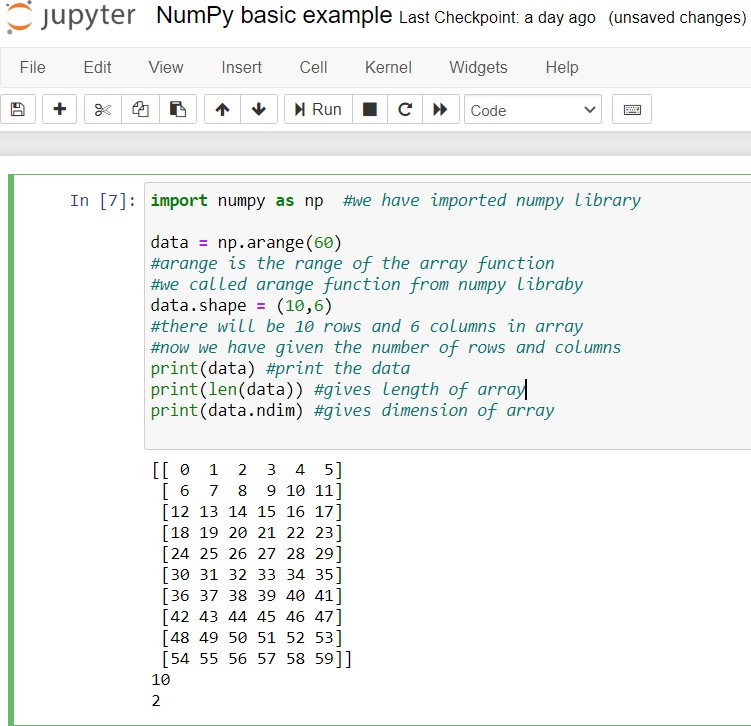 jupyter NumPy basic example Last Checkpoint: a day ago (unsaved changes)
File Edit View Insert Cell Kernel Widgets Help
Run Code
In [7]: import numpy as np #we have imported numpy library
data = np.arange(60)
#arange is the range of the array function
#we called arange function from numpy libraby
data.shape = (10,6)
#there will be 10 rows and 6 columns in array
#now we have given the number of rows and columns
print(data) #print the data
print(len(data)) #gives length of array
print(data.ndim) #gives dimension of array
[[ 0 1 2 3 4 5]
[ 6 7 8 9 10 11]
[12 13 14 15 16 17]
[18 19 20 21 22 23]
[24 25 26 27 28 29]
[30 31 32 33 34 35]
[36 37 38 39 40 41]
[42 43 44 45 46 47]
[48 49 50 51 52 53]
[54 55 56 57 58 59]]
10
2